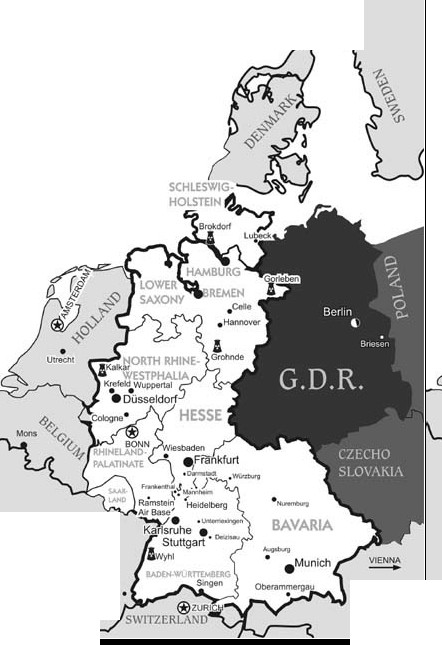 SWEDEN
DENMARK
SCHLESWIG-
HOLSTEIN
Brokdorf
Lubeck
HAMBURG
Gorleben
POLAND
AMSTERDAM
HOLLAND
LOWER
SAXONY
BREMEN
Celle
Hannover
Berlin
Utrecht
Grohnde
Briesen
NORTH RHINE-
WESTPHALIA
Kalkar
Krefeld
Wuppertal
Düsseldorf
G.D.R.
Cologne
HESSE
Mons
BELGIUM
BONN
RHINELAND-
PALATINATE
Wiesbaden
Frankfurt
CZECHO
SLOVAKIA
Darmstadt
Würzburg
SAAR-
LAND
Frankenthal
Mannheim
Ramstein
Air Base
Heidelberg
Nuremburg
Karlsruhe
Unterriexingen
BAVARIA
Stuttgart
Deizisau
Wyhl
Augsburg
Munich
VIENNA
BADEN-WÜRTTEMBERG
Singen
Oberammergau
ZURICH
SWITZERLAND